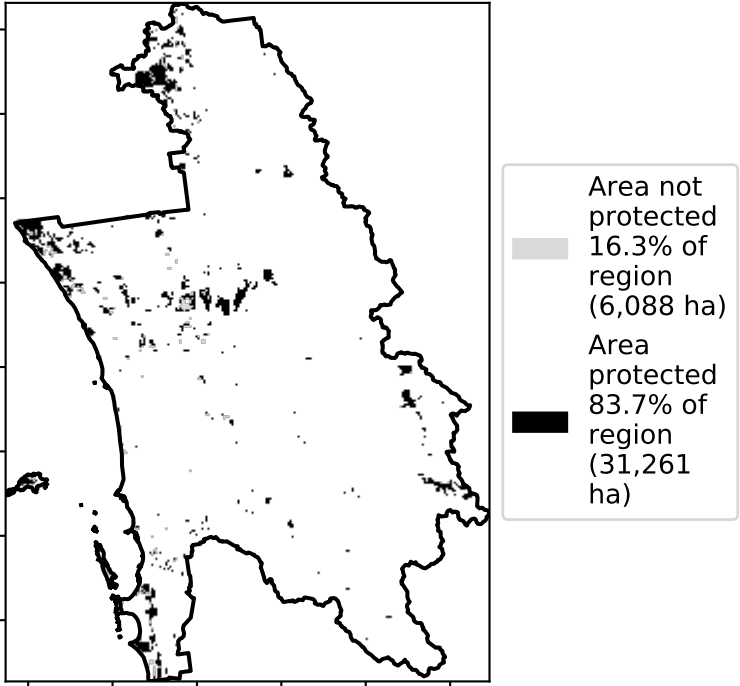 Area not
protected
16.3% of
region
(6,088 ha)
Area
protected
83.7% of
region
(31,261
ha)